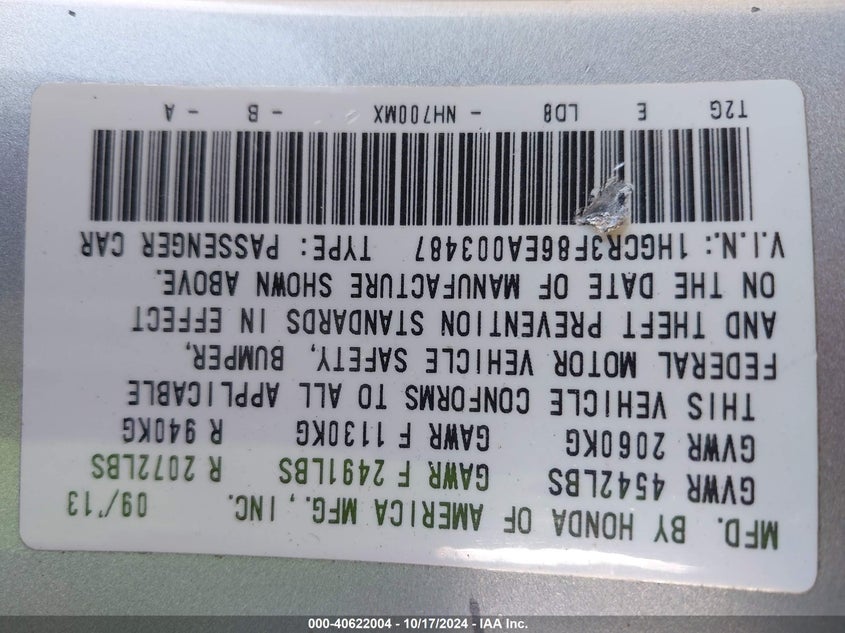 MFD. BY HONDA OF AMERICA MFG., INC. 09/'13
GVWR 4542LBS GAWR F 2491LBS R 2072LBS
GVWR 2060KG GAWR F 1130KG R 940KG
THIS VEHICLE CONFORMS TO ALL APPLICABLE
FEDERAL MOTOR VEHICLE SAFETY, BUMPER,
AND THEFT PREVENTION STANDARDS IN EFFECT
ON THE DATE OF MANUFACTURE SHOWN ABOVE.
V.I.N.: 1HGCR3F86EA003487 TYPE: PASSENGER CAR
T2G E LD8 - NH700MX - B - A
000-40622004 | 10/17/2024 - IAA Inc.